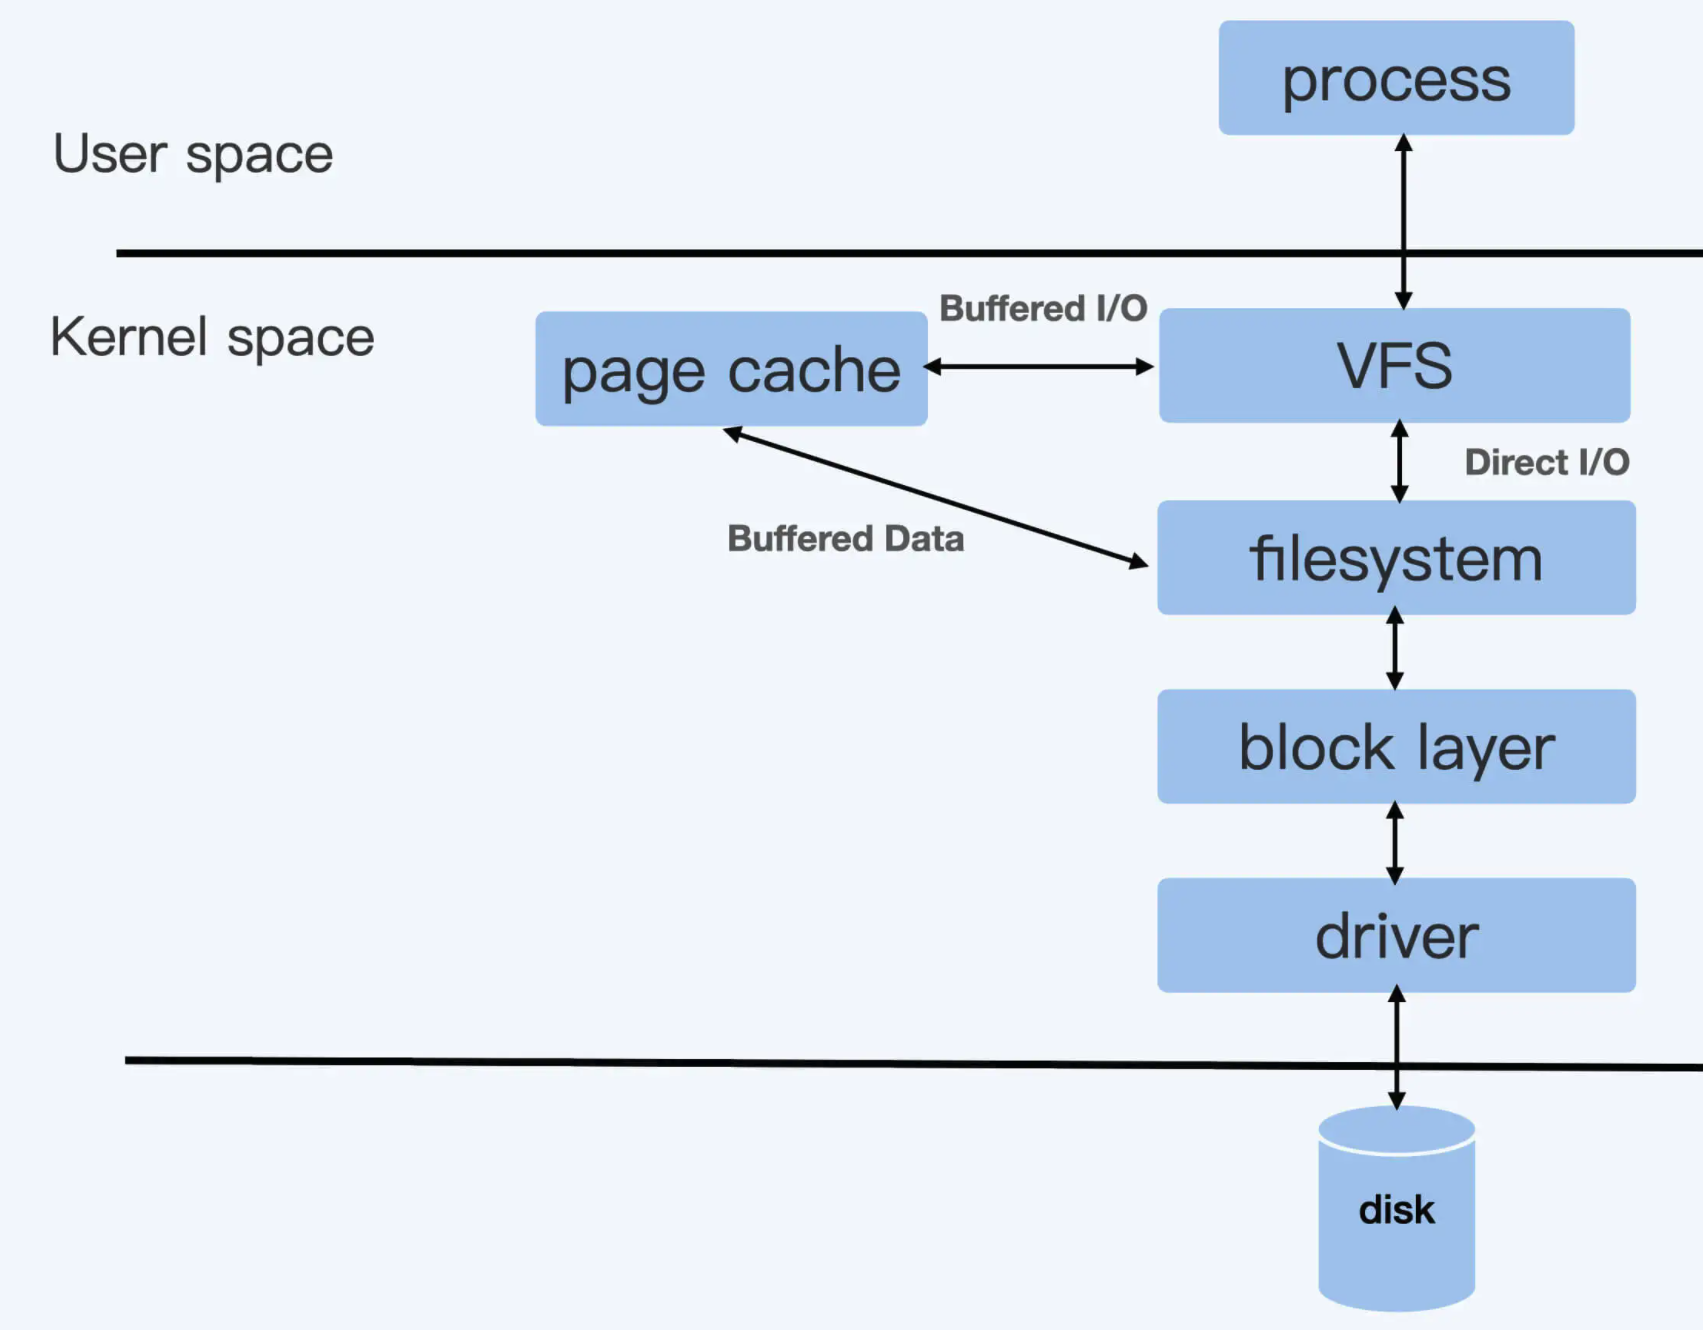 process
User space
Kernel space
Buffered I/O
page cache
VFS
Direct I/O
Buffered Data
filesystem
block layer
driver
disk